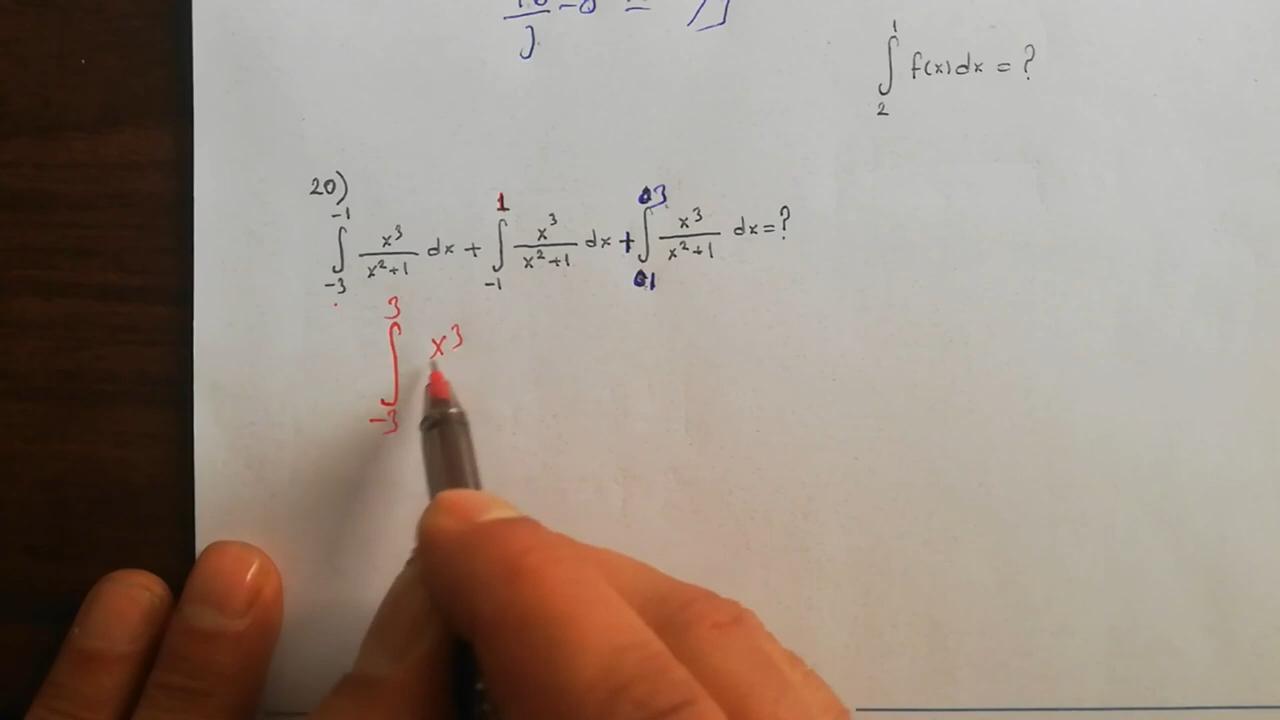 ∫₂¹ f(x)dx = ?
20)
∫₋₃⁻¹ x³/(x²+1) dx + ∫₋₁¹ x³/(x²+1) dx + ∫₁³ x³/(x²+1) dx = ?
∫₋₃³ x³